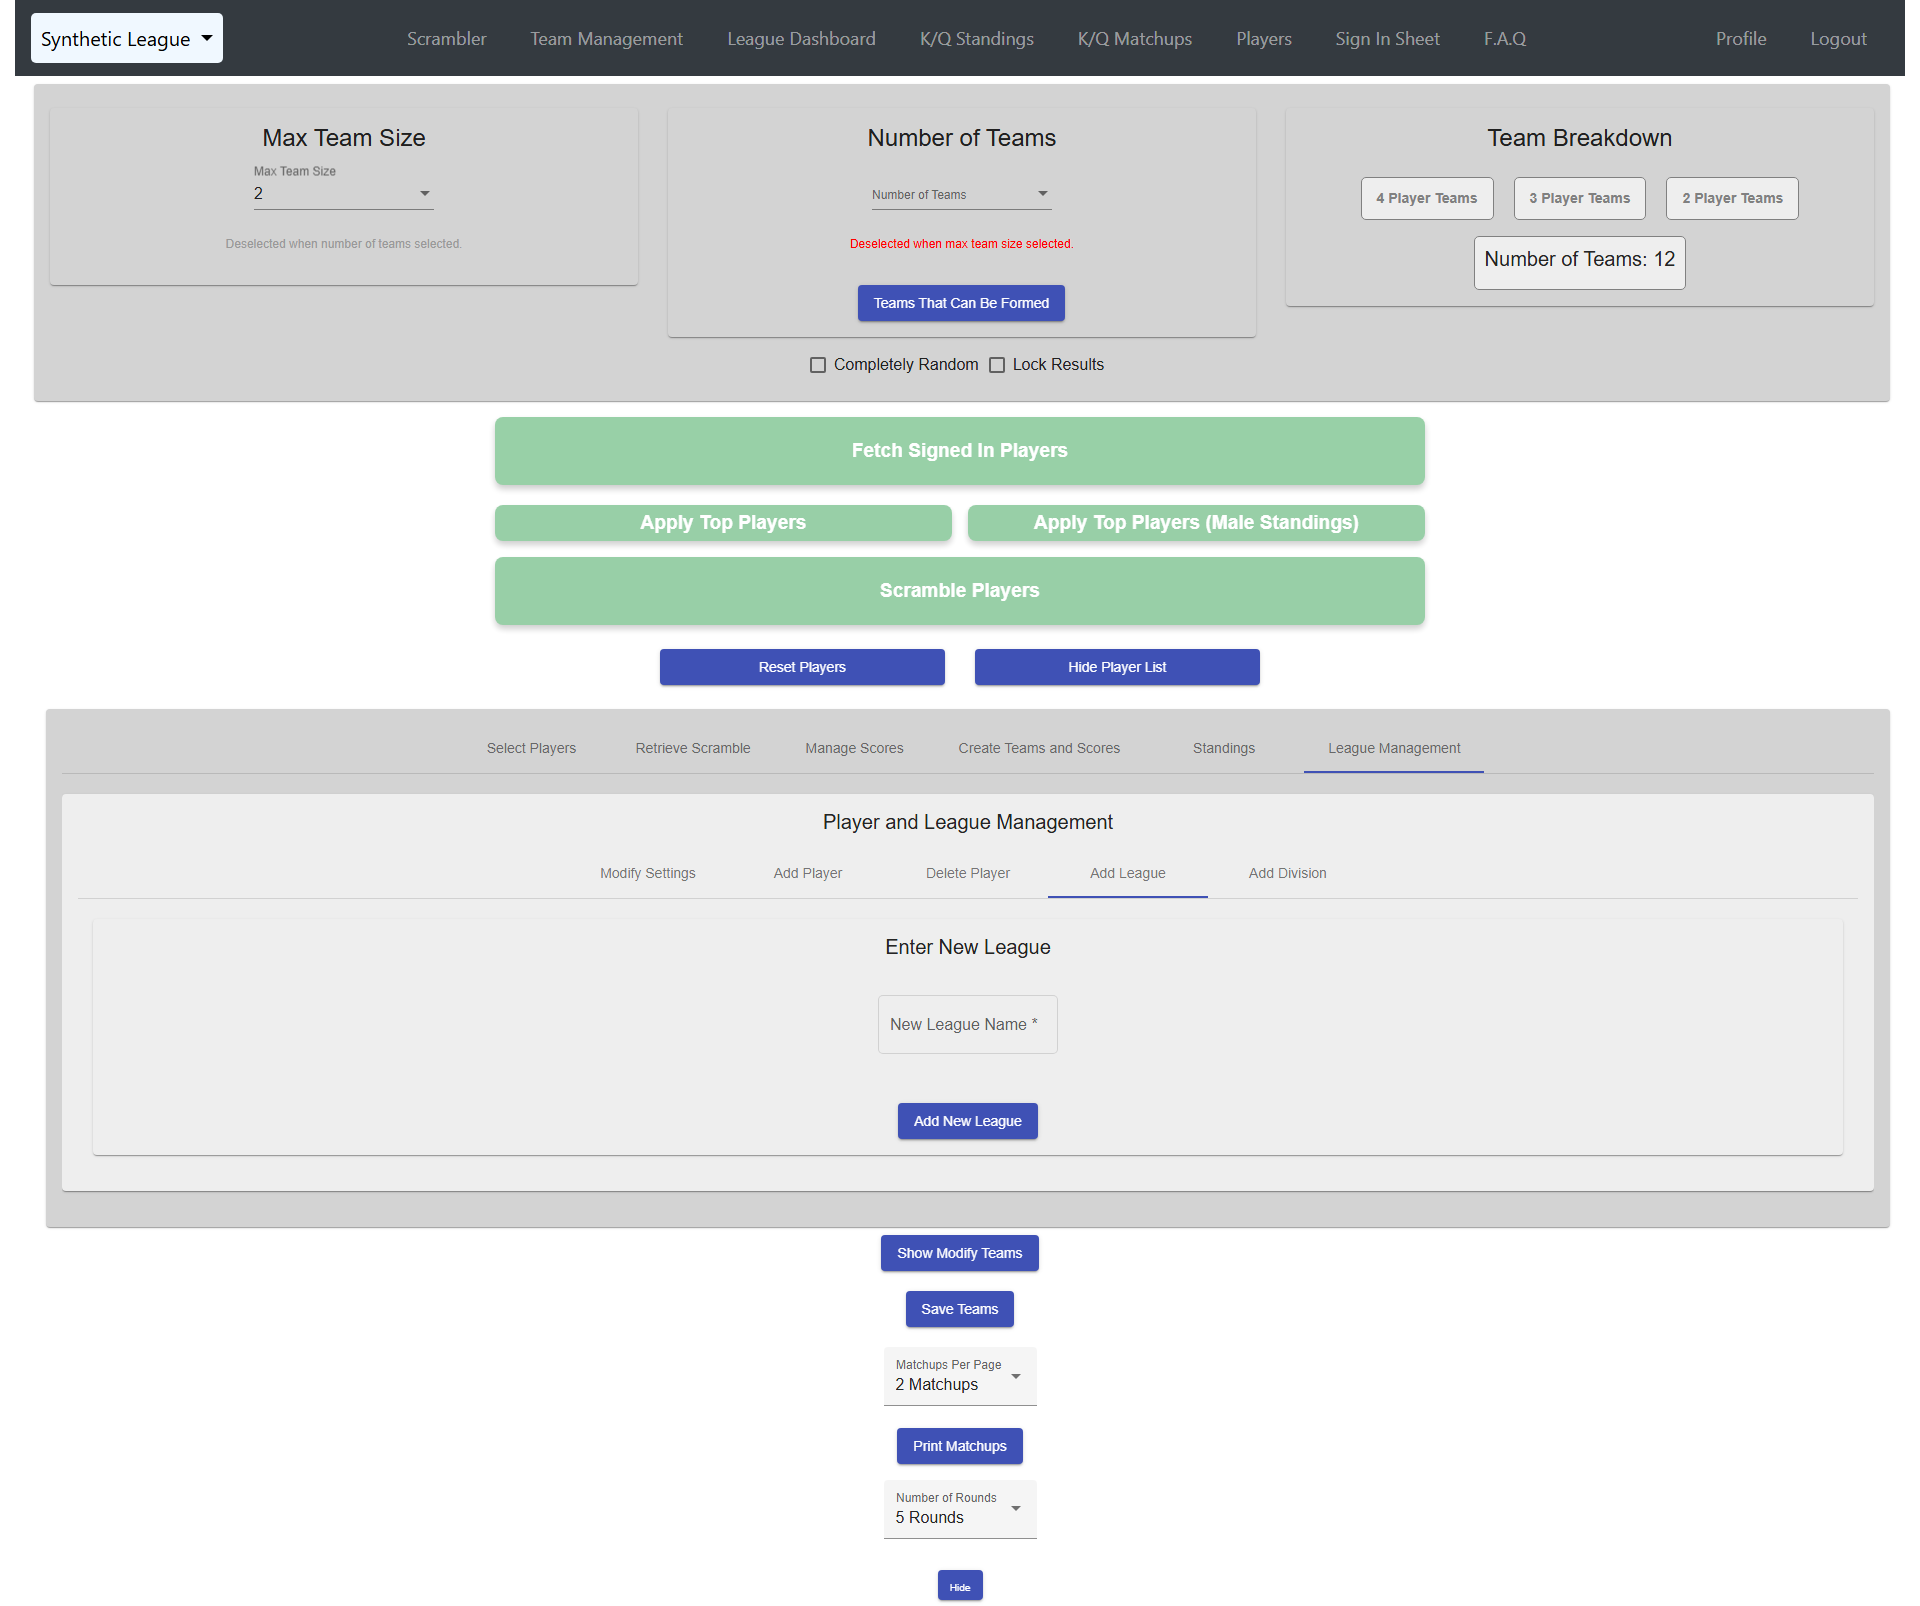 Synthetic League
Scrambler
Team Management
League Dashboard
K/Q Standings
K/Q Matchups
Players
Sign In Sheet
F.A.Q
Profile
Logout
Max Team Size
Max Team Size
2
Deselected when number of teams selected.
Number of Teams
Number of Teams
Deselected when max team size selected.
Teams That Can Be Formed
Team Breakdown
4 Player Teams
3 Player Teams
2 Player Teams
Number of Teams: 12
Completely Random
Lock Results
Fetch Signed In Players
Apply Top Players
Apply Top Players (Male Standings)
Scramble Players
Reset Players
Hide Player List
Select Players
Retrieve Scramble
Manage Scores
Create Teams and Scores
Standings
League Management
Player and League Management
Modify Settings
Add Player
Delete Player
Add League
Add Division
Enter New League
New League Name *
Add New League
Show Modify Teams
Save Teams
Matchups Per Page
2 Matchups
Print Matchups
Number of Rounds
5 Rounds
Hide